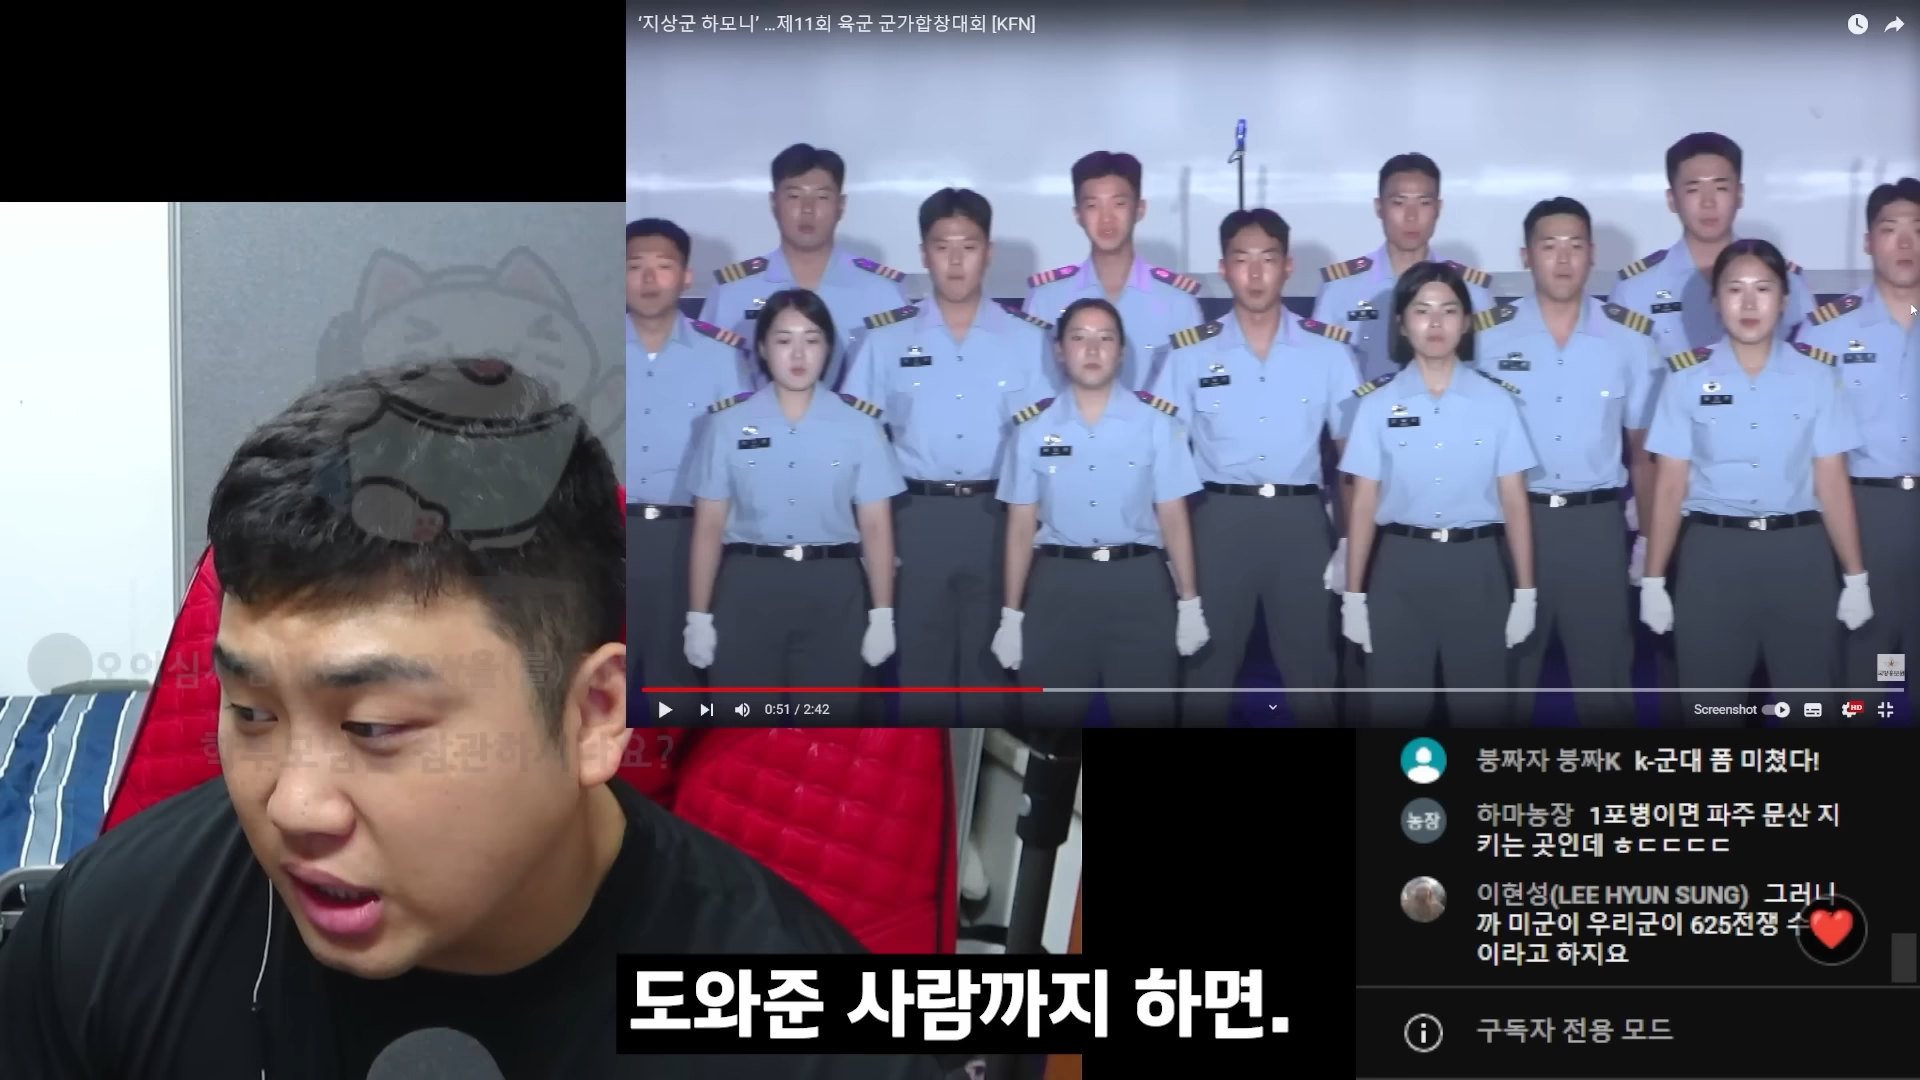 ‘지상군 하모니’ ...제11회 육군 군가합창대회 [KFN]
0:51 / 2:42
Screenshot
HD
붕짜자 붕짜K k-군대 폼 미쳤다!
농장
하마농장 1포병이면 파주 문산 지
키는 곳인데 ㅎㄷㄷㄷㄷ
이현성(LEE HYUN SUNG) 그러니
까 미군이 우리군이 625전쟁 수
이라고 하지요
도와준 사람까지 하면.
구독자 전용 모드